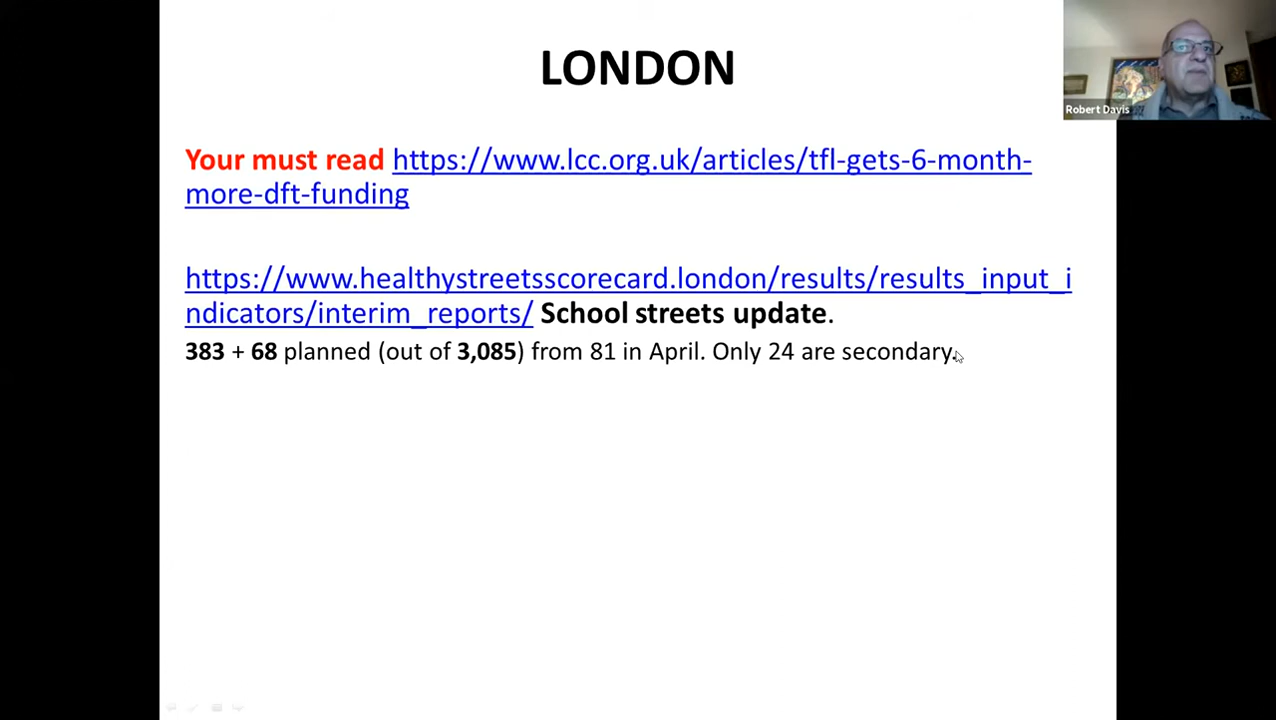 LONDON
Robert Davis
Your must read https://www.lcc.org.uk/articles/tfl-gets-6-month-
more-dft-funding
https://www.healthystreetsscorecard.london/results/results_input_i
ndicators/interim_reports/ School streets update.
383 + 68 planned (out of 3,085) from 81 in April. Only 24 are secondary.